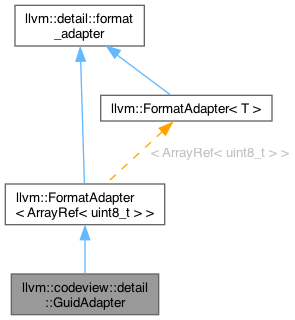 llvm::detail::format
_adapter
llvm::FormatAdapter< T >
< ArrayRef< uint8_t > >
llvm::FormatAdapter
< ArrayRef< uint8_t > >
llvm::codeview::detail
::GuidAdapter